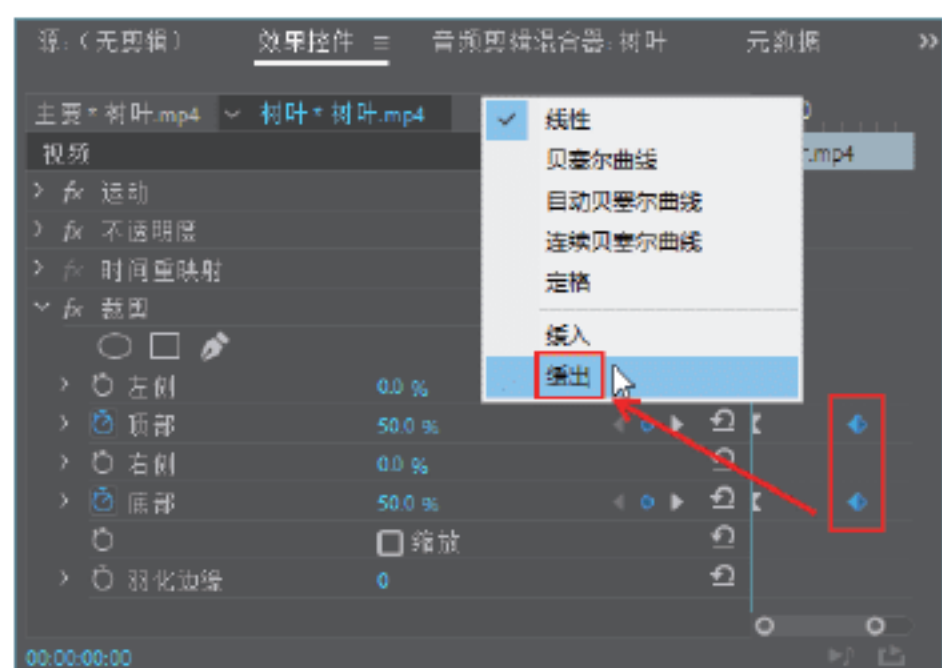 源:（无剪辑） 效果控件 ≡ 音频剪辑混合器:树叶 元数据 »
主要*树叶.mp4 树叶*树叶.mp4
视频 .mp4
fx 运动
fx 不透明度
fx 时间重映射
fx 裁剪
左侧 0.0 %
顶部 50.0 %
右侧 0.0 %
底部 50.0 %
缩放
羽化边缘 0
00:00:00:00
线性
贝塞尔曲线
自动贝塞尔曲线
连续贝塞尔曲线
定格
缓入
缓出